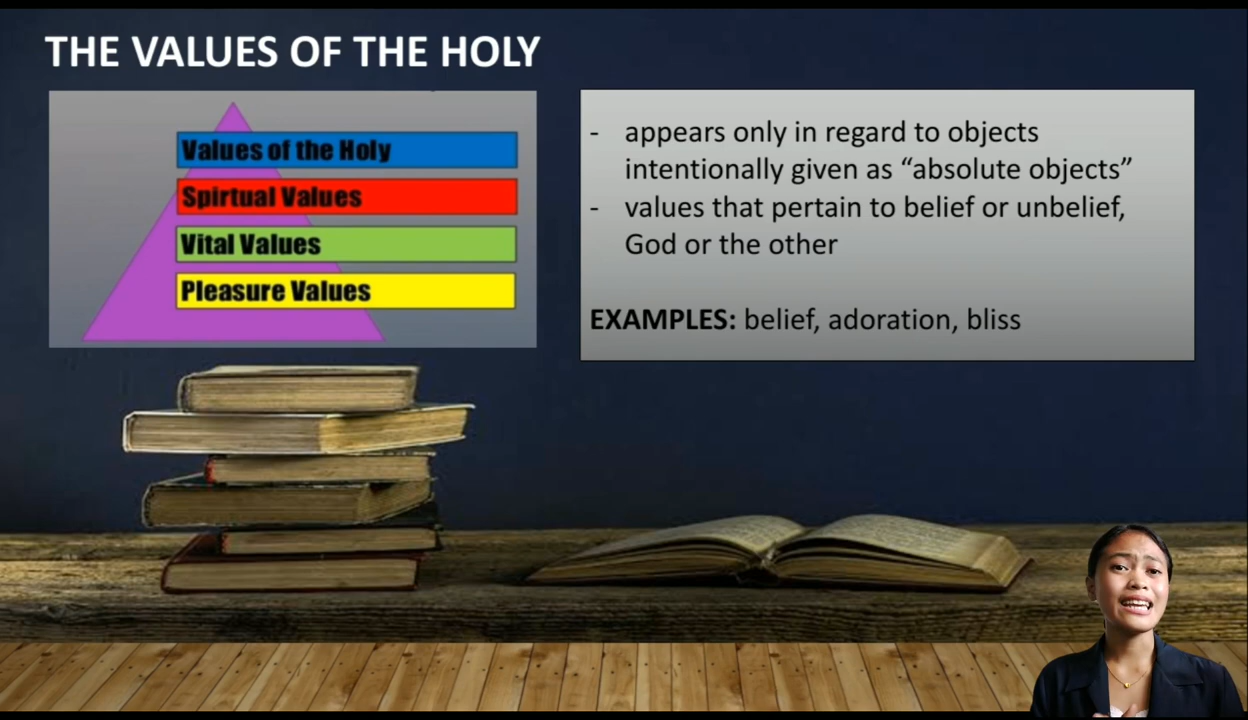 THE VALUES OF THE HOLY
Values of the Holy
Spirtual Values
Vital Values
Pleasure Values
- appears only in regard to objects
intentionally given as “absolute objects”
- values that pertain to belief or unbelief,
God or the other
EXAMPLES: belief, adoration, bliss